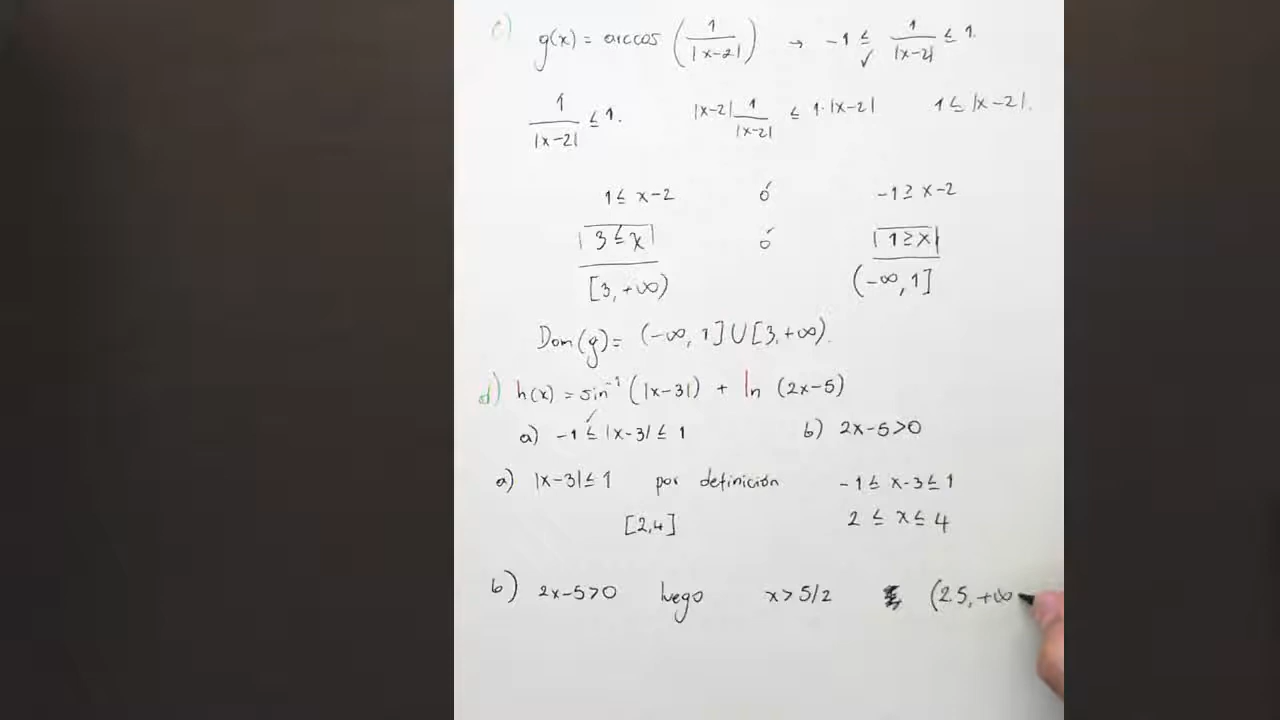 c) g(x) = arccos (1/|x-2|) → -1 ≤ 1/|x-2| ≤ 1.
✓
1/|x-2| ≤ 1. |x-2| 1/|x-2| ≤ 1·|x-2| 1 ≤ |x-2|.
1 ≤ x-2 ó -1 ≥ x-2
3 ≤ x ó 1 ≥ x
[3, +∞) (-∞, 1]
Dom(g) = (-∞, 1] U [3, +∞).
d) h(x) = sin⁻¹ (|x-3|) + ln (2x-5)
✓
a) -1 ≤ |x-3| ≤ 1 b) 2x-5>0
a) |x-3| ≤ 1 por definición -1 ≤ x-3 ≤ 1
[2,4] 2 ≤ x ≤ 4
b) 2x-5>0 luego x > 5/2 (2.5, +∞